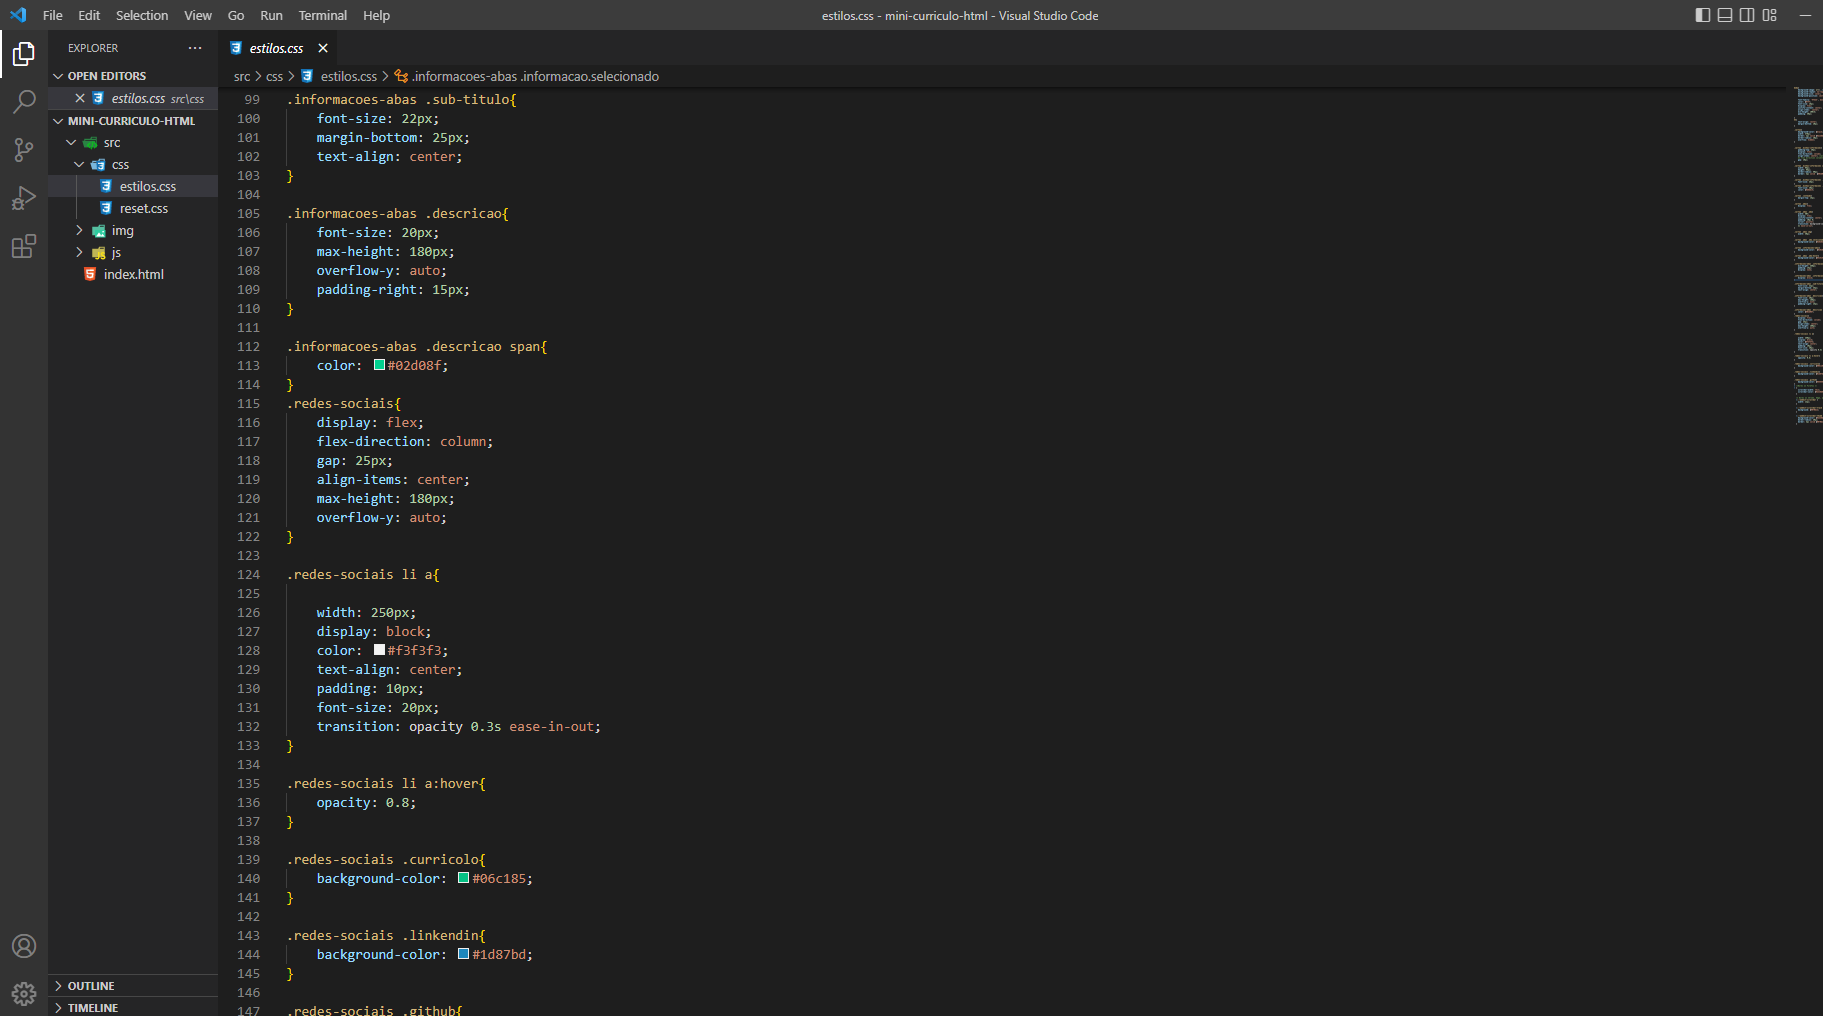 File Edit Selection View Go Run Terminal Help
estilos.css - mini-curriculo-html - Visual Studio Code
EXPLORER
OPEN EDITORS
estilos.css src\css
MINI-CURRICULO-HTML
src
css
estilos.css
reset.css
img
js
index.html
OUTLINE
TIMELINE
estilos.css
src > css > estilos.css > .informacoes-abas .informacao.selecionado
99 .informacoes-abas .sub-titulo{
100 font-size: 22px;
101 margin-bottom: 25px;
102 text-align: center;
103 }
104
105 .informacoes-abas .descricao{
106 font-size: 20px;
107 max-height: 180px;
108 overflow-y: auto;
109 padding-right: 15px;
110 }
111
112 .informacoes-abas .descricao span{
113 color: #02d08f;
114 }
115 .redes-sociais{
116 display: flex;
117 flex-direction: column;
118 gap: 25px;
119 align-items: center;
120 max-height: 180px;
121 overflow-y: auto;
122 }
123
124 .redes-sociais li a{
125
126 width: 250px;
127 display: block;
128 color: #f3f3f3;
129 text-align: center;
130 padding: 10px;
131 font-size: 20px;
132 transition: opacity 0.3s ease-in-out;
133 }
134
135 .redes-sociais li a:hover{
136 opacity: 0.8;
137 }
138
139 .redes-sociais .curricolo{
140 background-color: #06c185;
141 }
142
143 .redes-sociais .linkendin{
144 background-color: #1d87bd;
145 }
146
147 .redes-sociais .github{